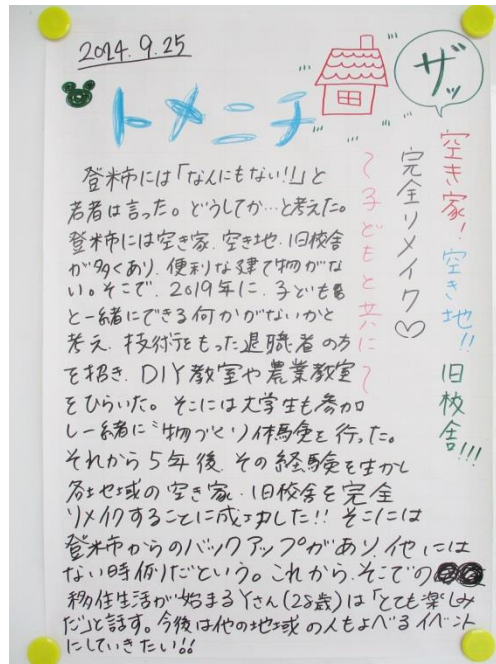 2024.9.25
トメニチ
ザッ
空き家!空き地!!旧校舎!!!
完全リメイク♡
~子どもと共に~
登米市には「なんにもない!」と
若者は言った。どうしてか…と考えた。
登米市には空き家.空き地.旧校舎
が多くあり.便利な建て物がな
い。そこで.2019年に.子ども
と一緒にできる何かがないかと
考え.技術をもった退職者の方
を招き.DIY教室や農業教室
をひらいた。そこには大学生も参加
し一緒に"物づくり体験を行った。
それから5年後.その経験を生かし
各地域の空き家.旧校舎を完全
リメイクすることに成功した!!そこには
登米市からのバックアップがあり、他には
ない時例だという。これから.そこでの
移住生活が始まるYさん(28歳)は「とても楽しみ
だ」と話す。今後は他の地域の人もよべるイベント
にしていきたい!!